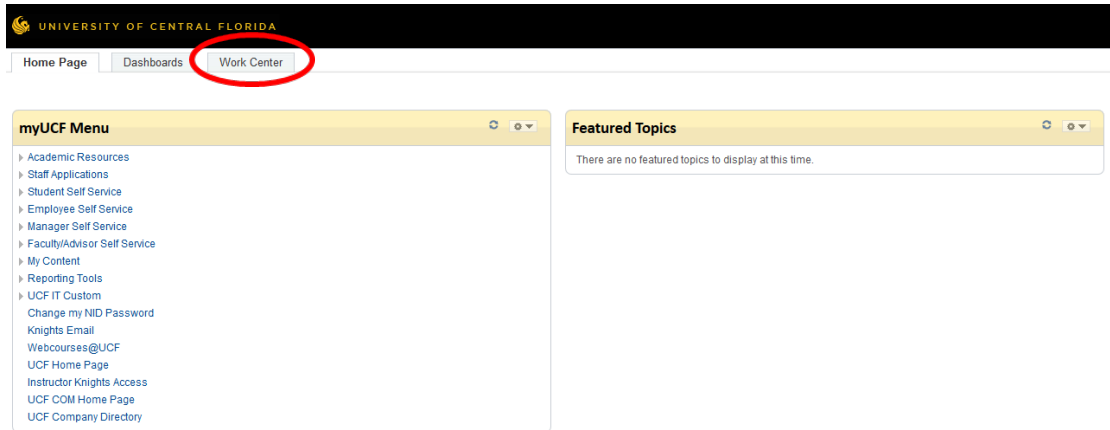 UNIVERSITY OF CENTRAL FLORIDA
Home Page Dashboards Work Center
myUCF Menu
Academic Resources
Staff Applications
Student Self Service
Employee Self Service
Manager Self Service
Faculty/Advisor Self Service
My Content
Reporting Tools
UCF IT Custom
Change my NID Password
Knights Email
Webcourses@UCF
UCF Home Page
Instructor Knights Access
UCF COM Home Page
UCF Company Directory
Featured Topics
There are no featured topics to display at this time.